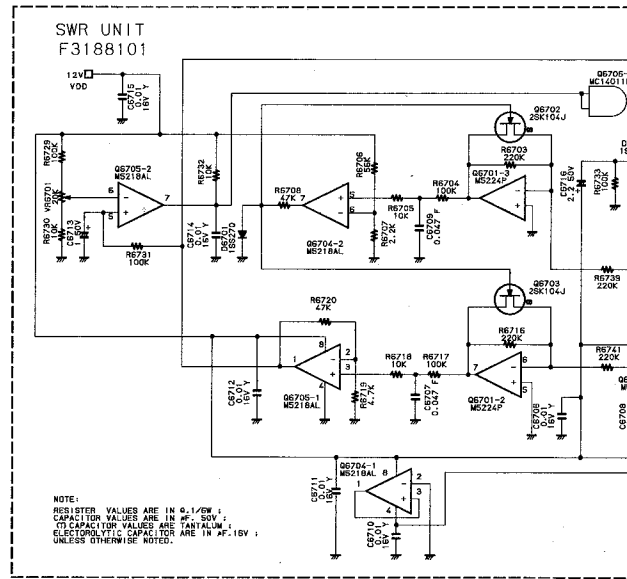 SWR UNIT
F3188101
12V
VDD
C6715
0.01
16V Y
Q6706-
MC14011
Q6702
2SK104J
R6729
100K
R6732
10K
R6706
56K
R6703
220K
VR6701
Q6705-2
M5218AL
R6708
47K
R6704
100K
Q6701-3
M5224P
C6716
2.2 50V
R6733
100K
D
1S
6
7
5
7
5
6
R6705
10K
R6730
10K
C6713
1 50V
R6731
100K
C6714
0.01
16V Y
D6701
1SS270
Q6704-2
M5218AL
R6707
2.2K
C6709
0.047 F
R6739
220K
Q6703
2SK104J
R6720
47K
R6716
220K
R6741
220K
8
1
2
3
4
R6718
10K
R6717
100K
7
6
5
C6712
0.01
16V Y
Q6705-1
M5218AL
R6719
4.7K
C6707
0.047 F
Q6701-2
M5224P
C6706
0.01
16V Y
C6708
Q6704-1
M5218AL
8
1
2
3
4
C6711
0.01
16V Y
C6710
0.01
16V Y
NOTE:
RESISTER VALUES ARE IN Ω,1/6W ;
CAPACITOR VALUES ARE IN µF, 50V ;
(T) CAPACITOR VALUES ARE TANTALUM ;
ELECTOROLYTIC CAPACITOR ARE IN µF,16V ;
UNLESS OTHERWISE NOTED.